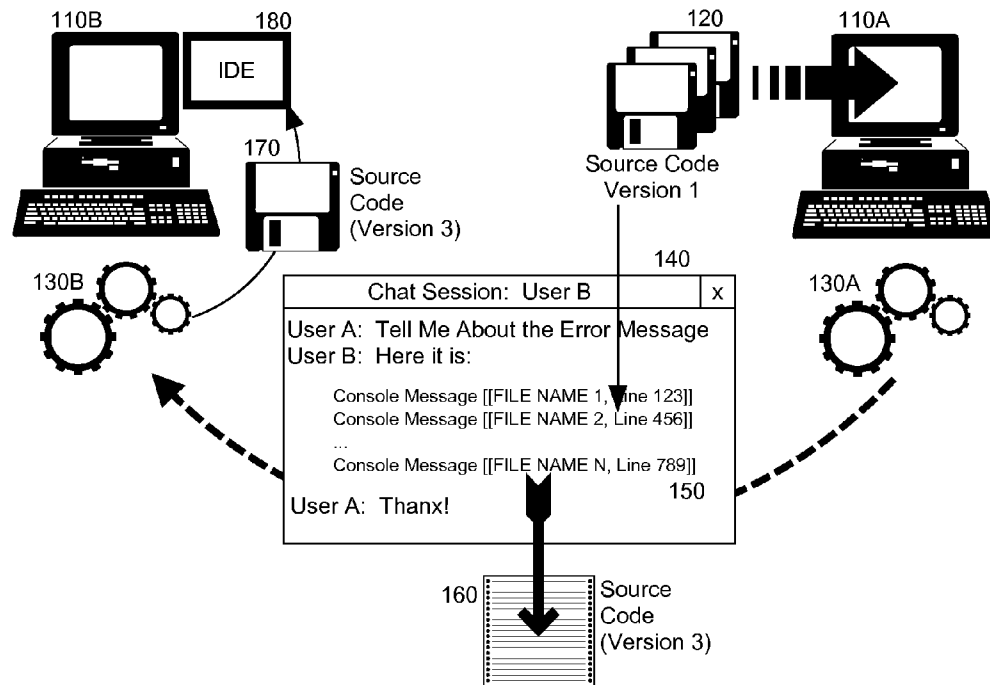 110B
180
120
110A
IDE
170
Source
Code
(Version 3)
Source Code
Version 1
130B
140
130A
Chat Session: User B
x
User A: Tell Me About the Error Message
User B: Here it is:
Console Message [[FILE NAME 1, Line 123]]
Console Message [[FILE NAME 2, Line 456]]
...
Console Message [[FILE NAME N, Line 789]]
150
User A: Thanx!
160
Source
Code
(Version 3)